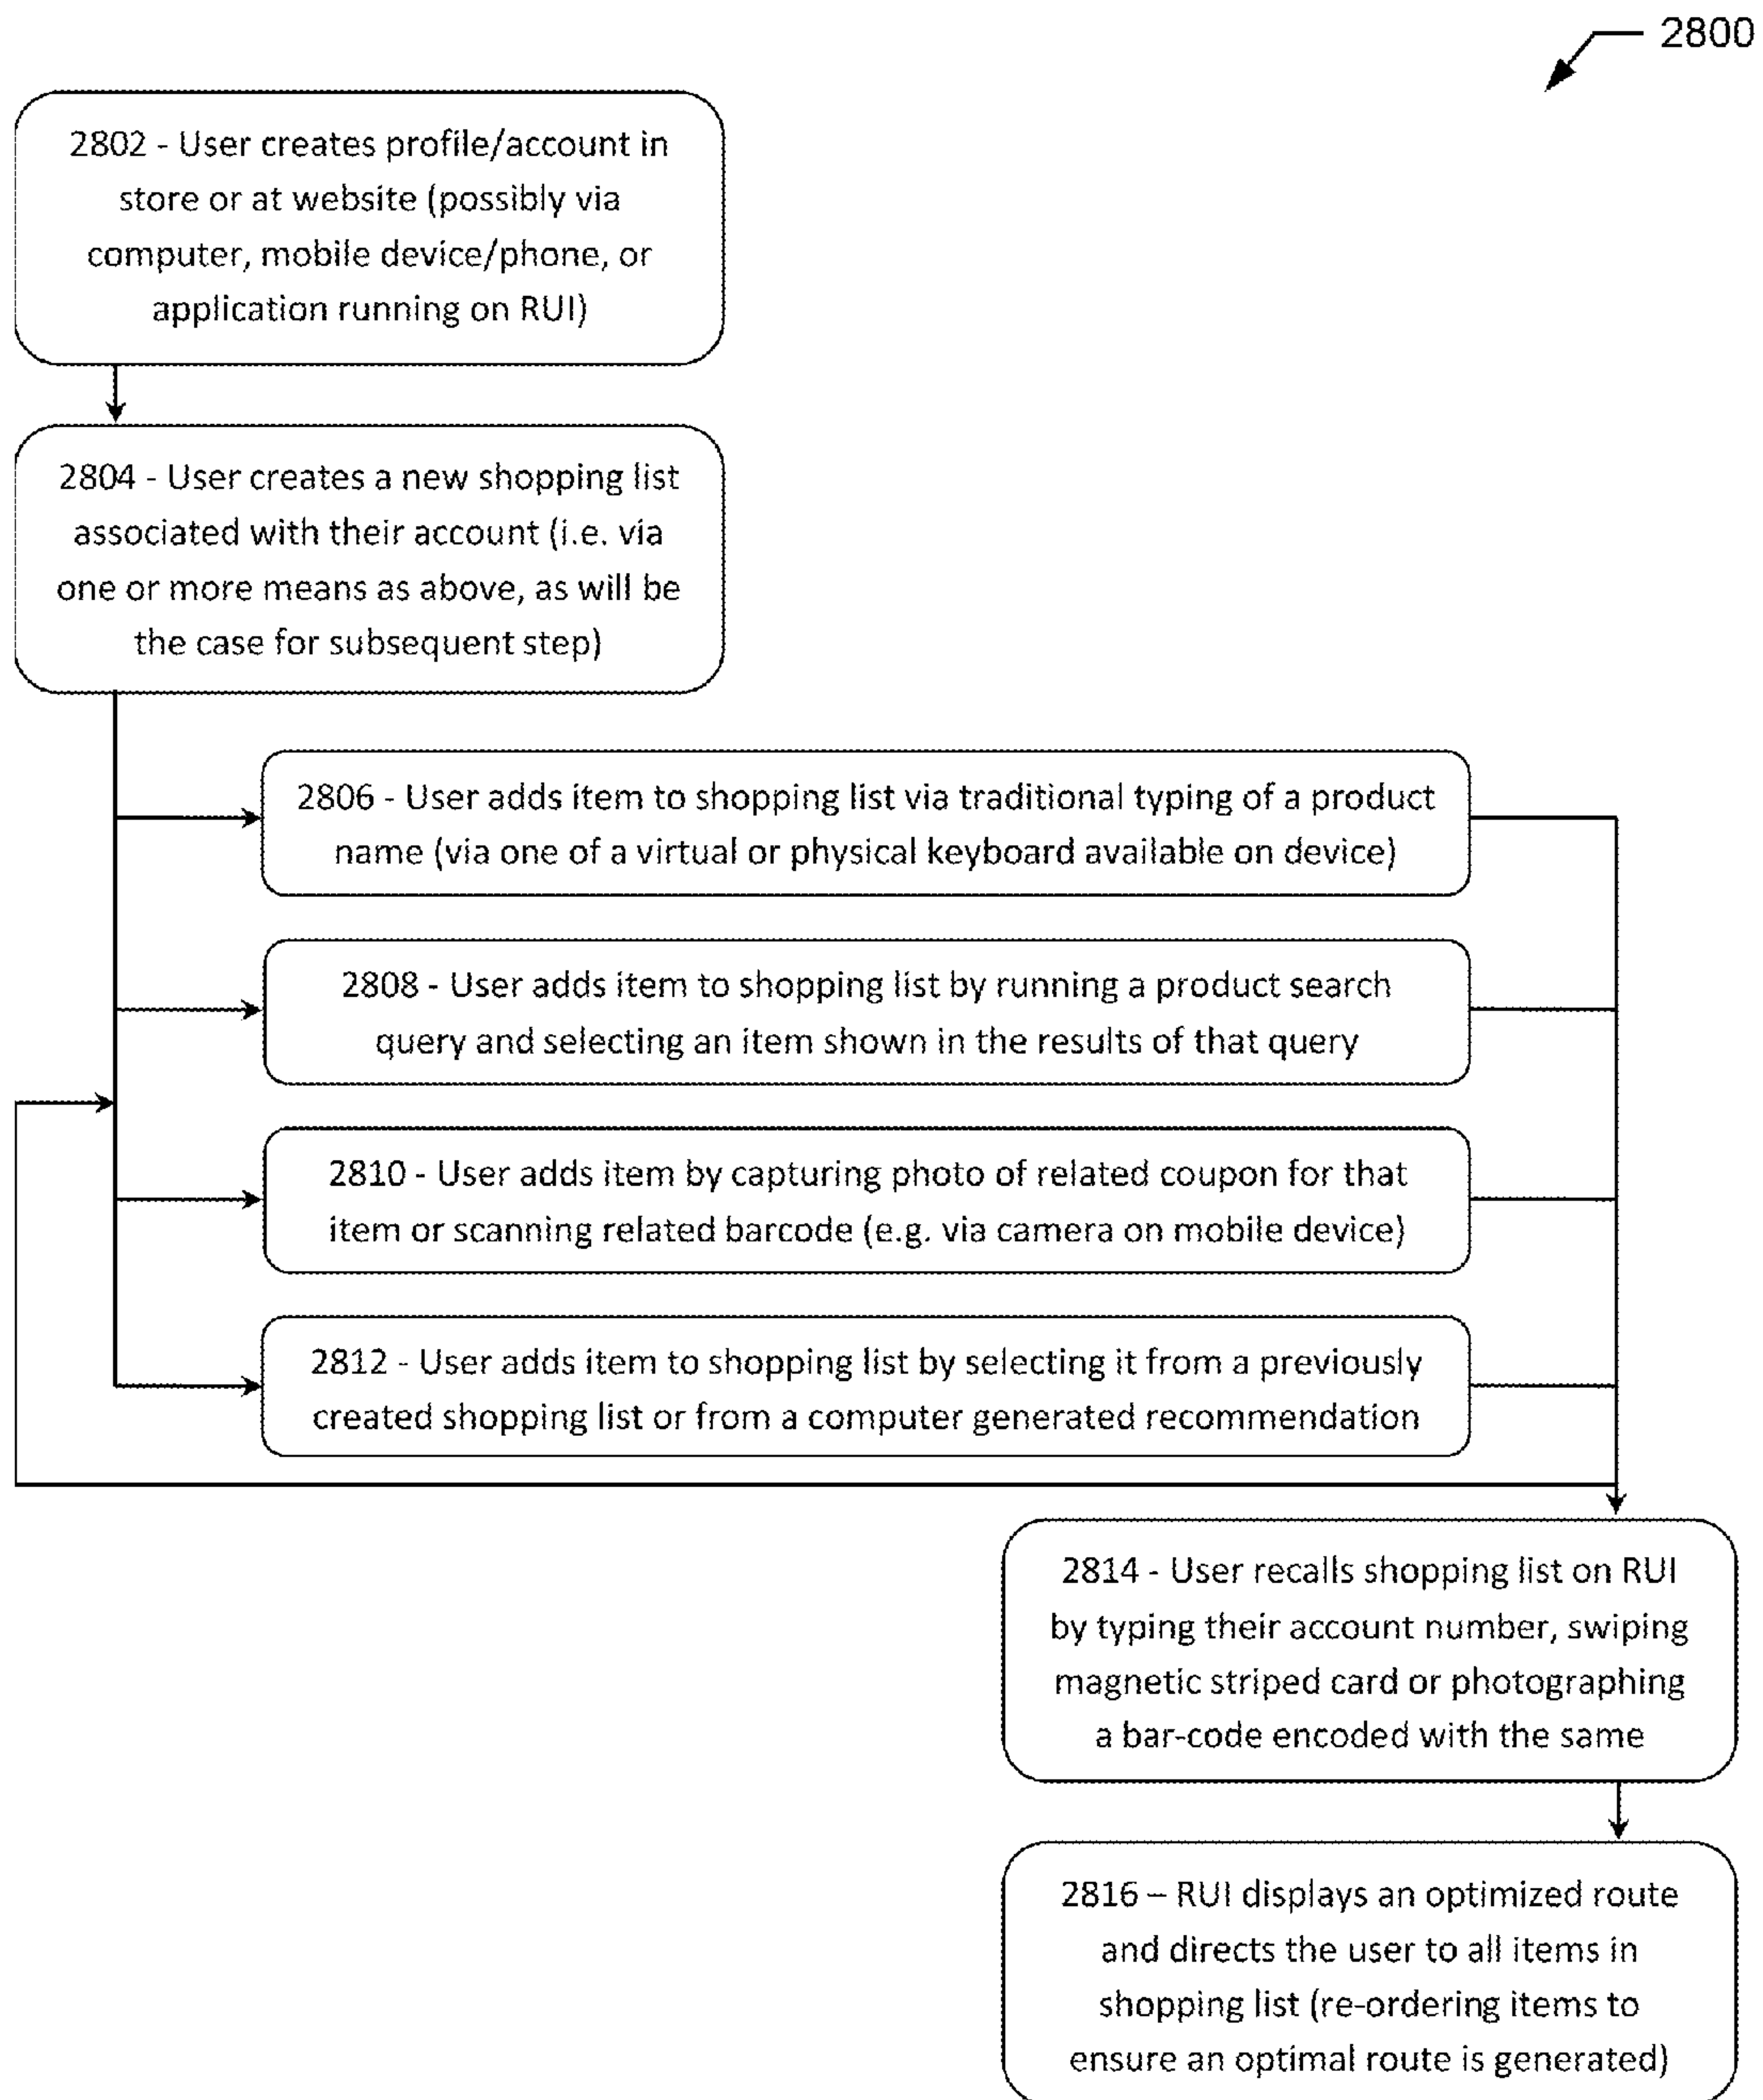 2800
2802 - User creates profile/account in
store or at website (possibly via
computer, mobile device/phone, or
application running on RUI)
2804 - User creates a new shopping list
associated with their account (i.e. via
one or more means as above, as will be
the case for subsequent step)
2806 - User adds item to shopping list via traditional typing of a product
name (via one of a virtual or physical keyboard available on device)
2808 - User adds item to shopping list by running a product search
query and selecting an item shown in the results of that query
2810 - User adds item by capturing photo of related coupon for that
item or scanning related barcode (e.g. via camera on mobile device)
2812 - User adds item to shopping list by selecting it from a previously
created shopping list or from a computer generated recommendation
2814 - User recalls shopping list on RUI
by typing their account number, swiping
magnetic striped card or photographing
a bar-code encoded with the same
2816 – RUI displays an optimized route
and directs the user to all items in
shopping list (re-ordering items to
ensure an optimal route is generated)